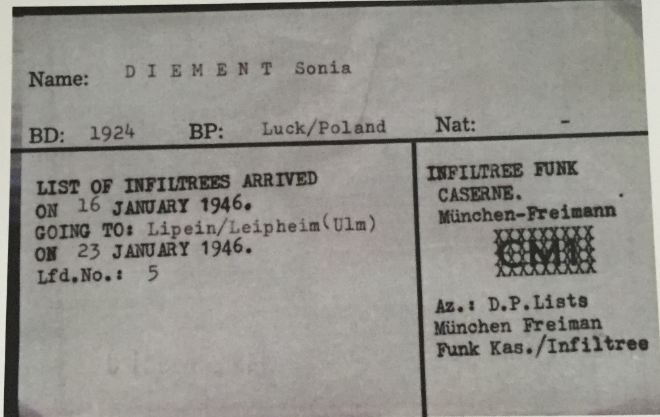 Name: D I E M E N T Sonia
BD: 1924 BP: Luck/Poland Nat: -
LIST OF INFILTREES ARRIVED
ON 16 JANUARY 1946.
GOING TO: Lipein/Leipheim(Ulm)
ON 23 JANUARY 1946.
Lfd.No.: 5
INFILTREE FUNK
CASERNE.
München-Freimann
CM1
Az.: D.P.Lists
München Freiman
Funk Kas./Infiltree